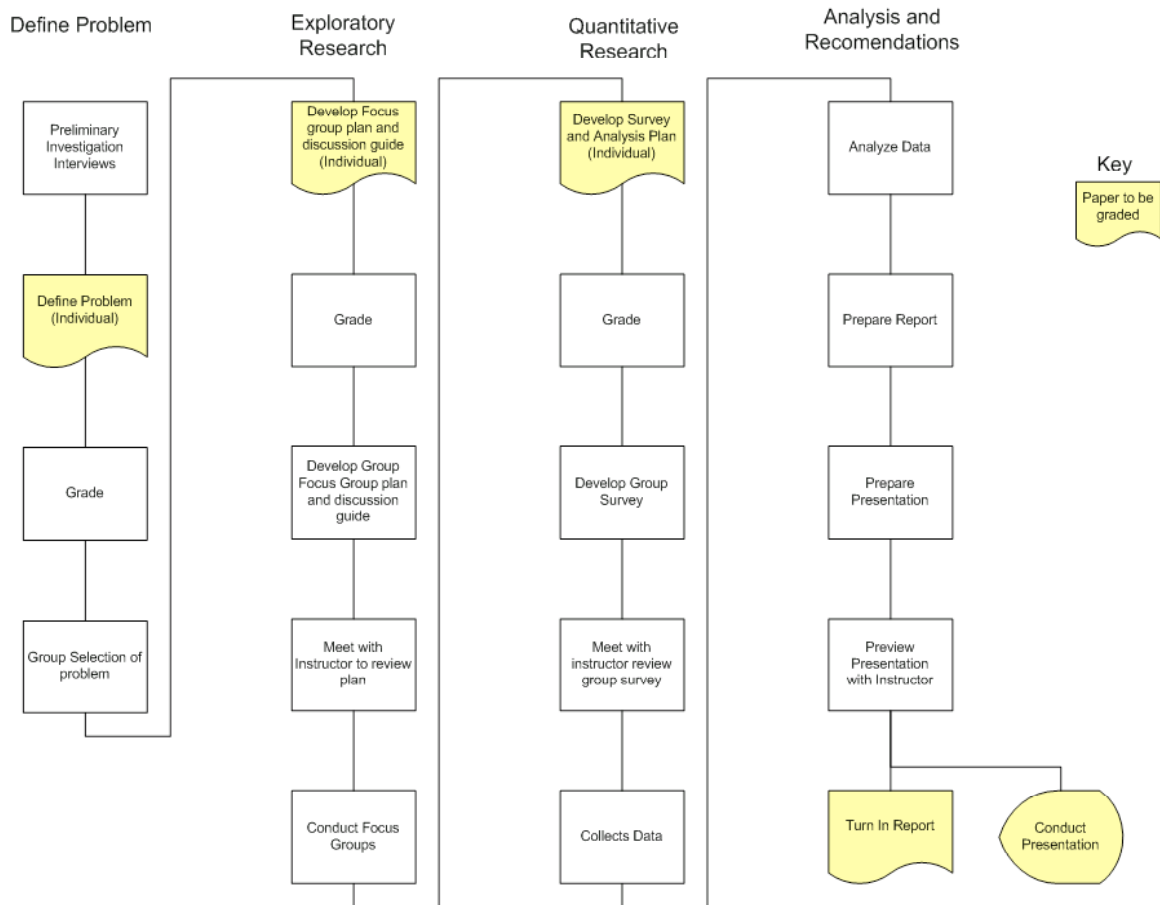 Define Problem
Preliminary
Investigation
Interviews
Define Problem
(Individual)
Grade
Group Selection of
problem
Exploratory
Research
Develop Focus
group plan and
discussion guide
(Individual)
Grade
Develop Group
Focus Group plan
and discussion
guide
Meet with
Instructor to review
plan
Conduct Focus
Groups
Quantitative
Research
Develop Survey
and Analysis Plan
(Individual)
Grade
Develop Group
Survey
Meet with
instructor review
group survey
Collects Data
Analysis and
Recomendations
Analyze Data
Prepare Report
Prepare
Presentation
Preview
Presentation
with Instructor
Turn In Report
Conduct
Presentation
Key
Paper to be
graded